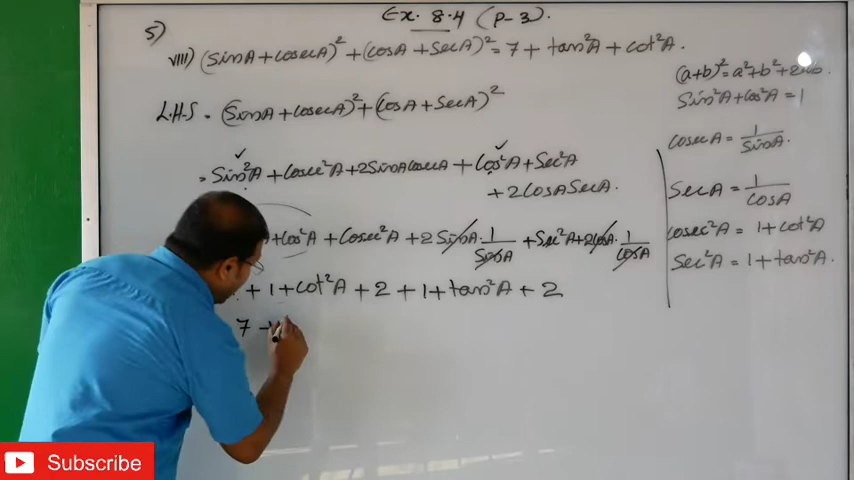 Ex. 8.4 (P-3).
5)
viii) (sinA + cosecA)² + (cosA + secA)² = 7 + tan²A + cot²A.
L.H.S = (sinA + cosecA)² + (cosA + secA)²
= sin²A + cosec²A + 2sinAcosecA + cos²A + sec²A
+ 2cosAsecA.
+ cos²A + cosec²A + 2 sinA · 1/sinA + sec²A + 2cosA · 1/cosA
+ 1 + cot²A + 2 + 1 + tan²A + 2
7 +
(a+b)² = a² + b² + 2ab.
sin²A + cos²A = 1
cosecA = 1/sinA.
secA = 1/cosA
cosec²A = 1 + cot²A
sec²A = 1 + tan²A.
Subscribe